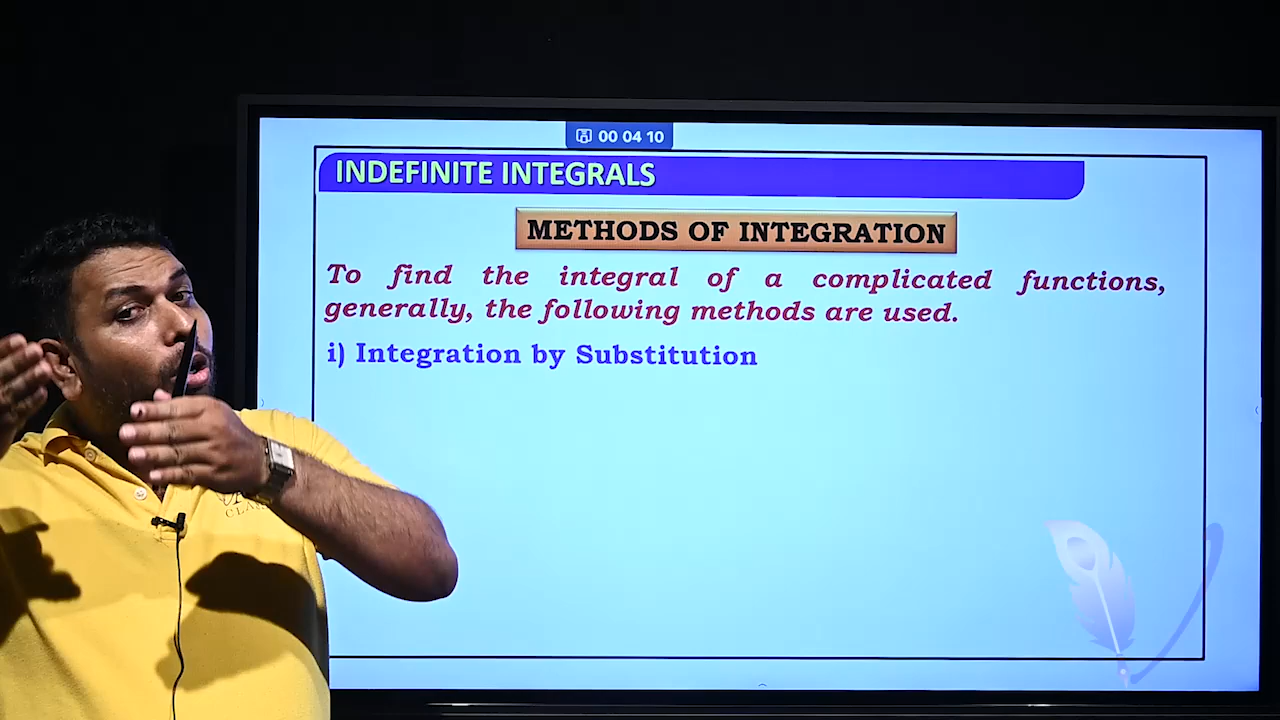 00 04 10
INDEFINITE INTEGRALS
METHODS OF INTEGRATION
To find the integral of a complicated functions,
generally, the following methods are used.
i) Integration by Substitution